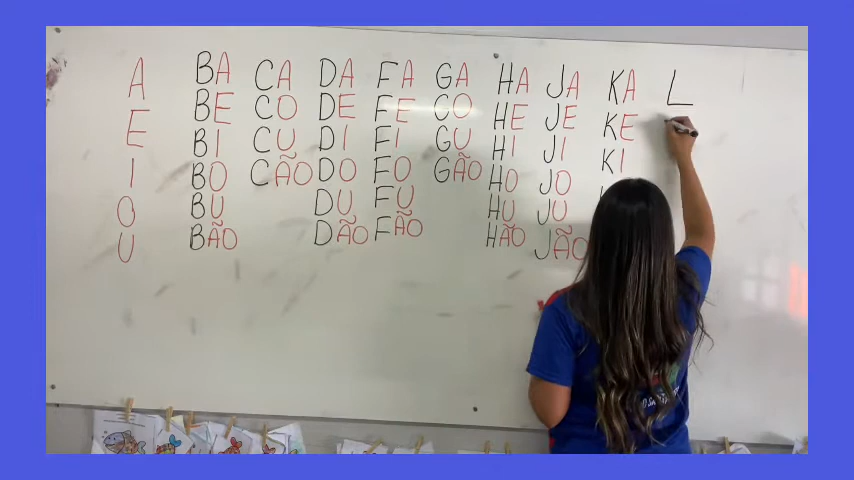 A BA CA DA FA GA HA JA KA L
E BE CO DE FE GO HE JE KE
I BI CU DI FI GU HI JI KI
O BO CÃO DO FO GÃO HO JO
U BU DU FU HU JU
BÃO DÃO FÃO HÃO JÃO